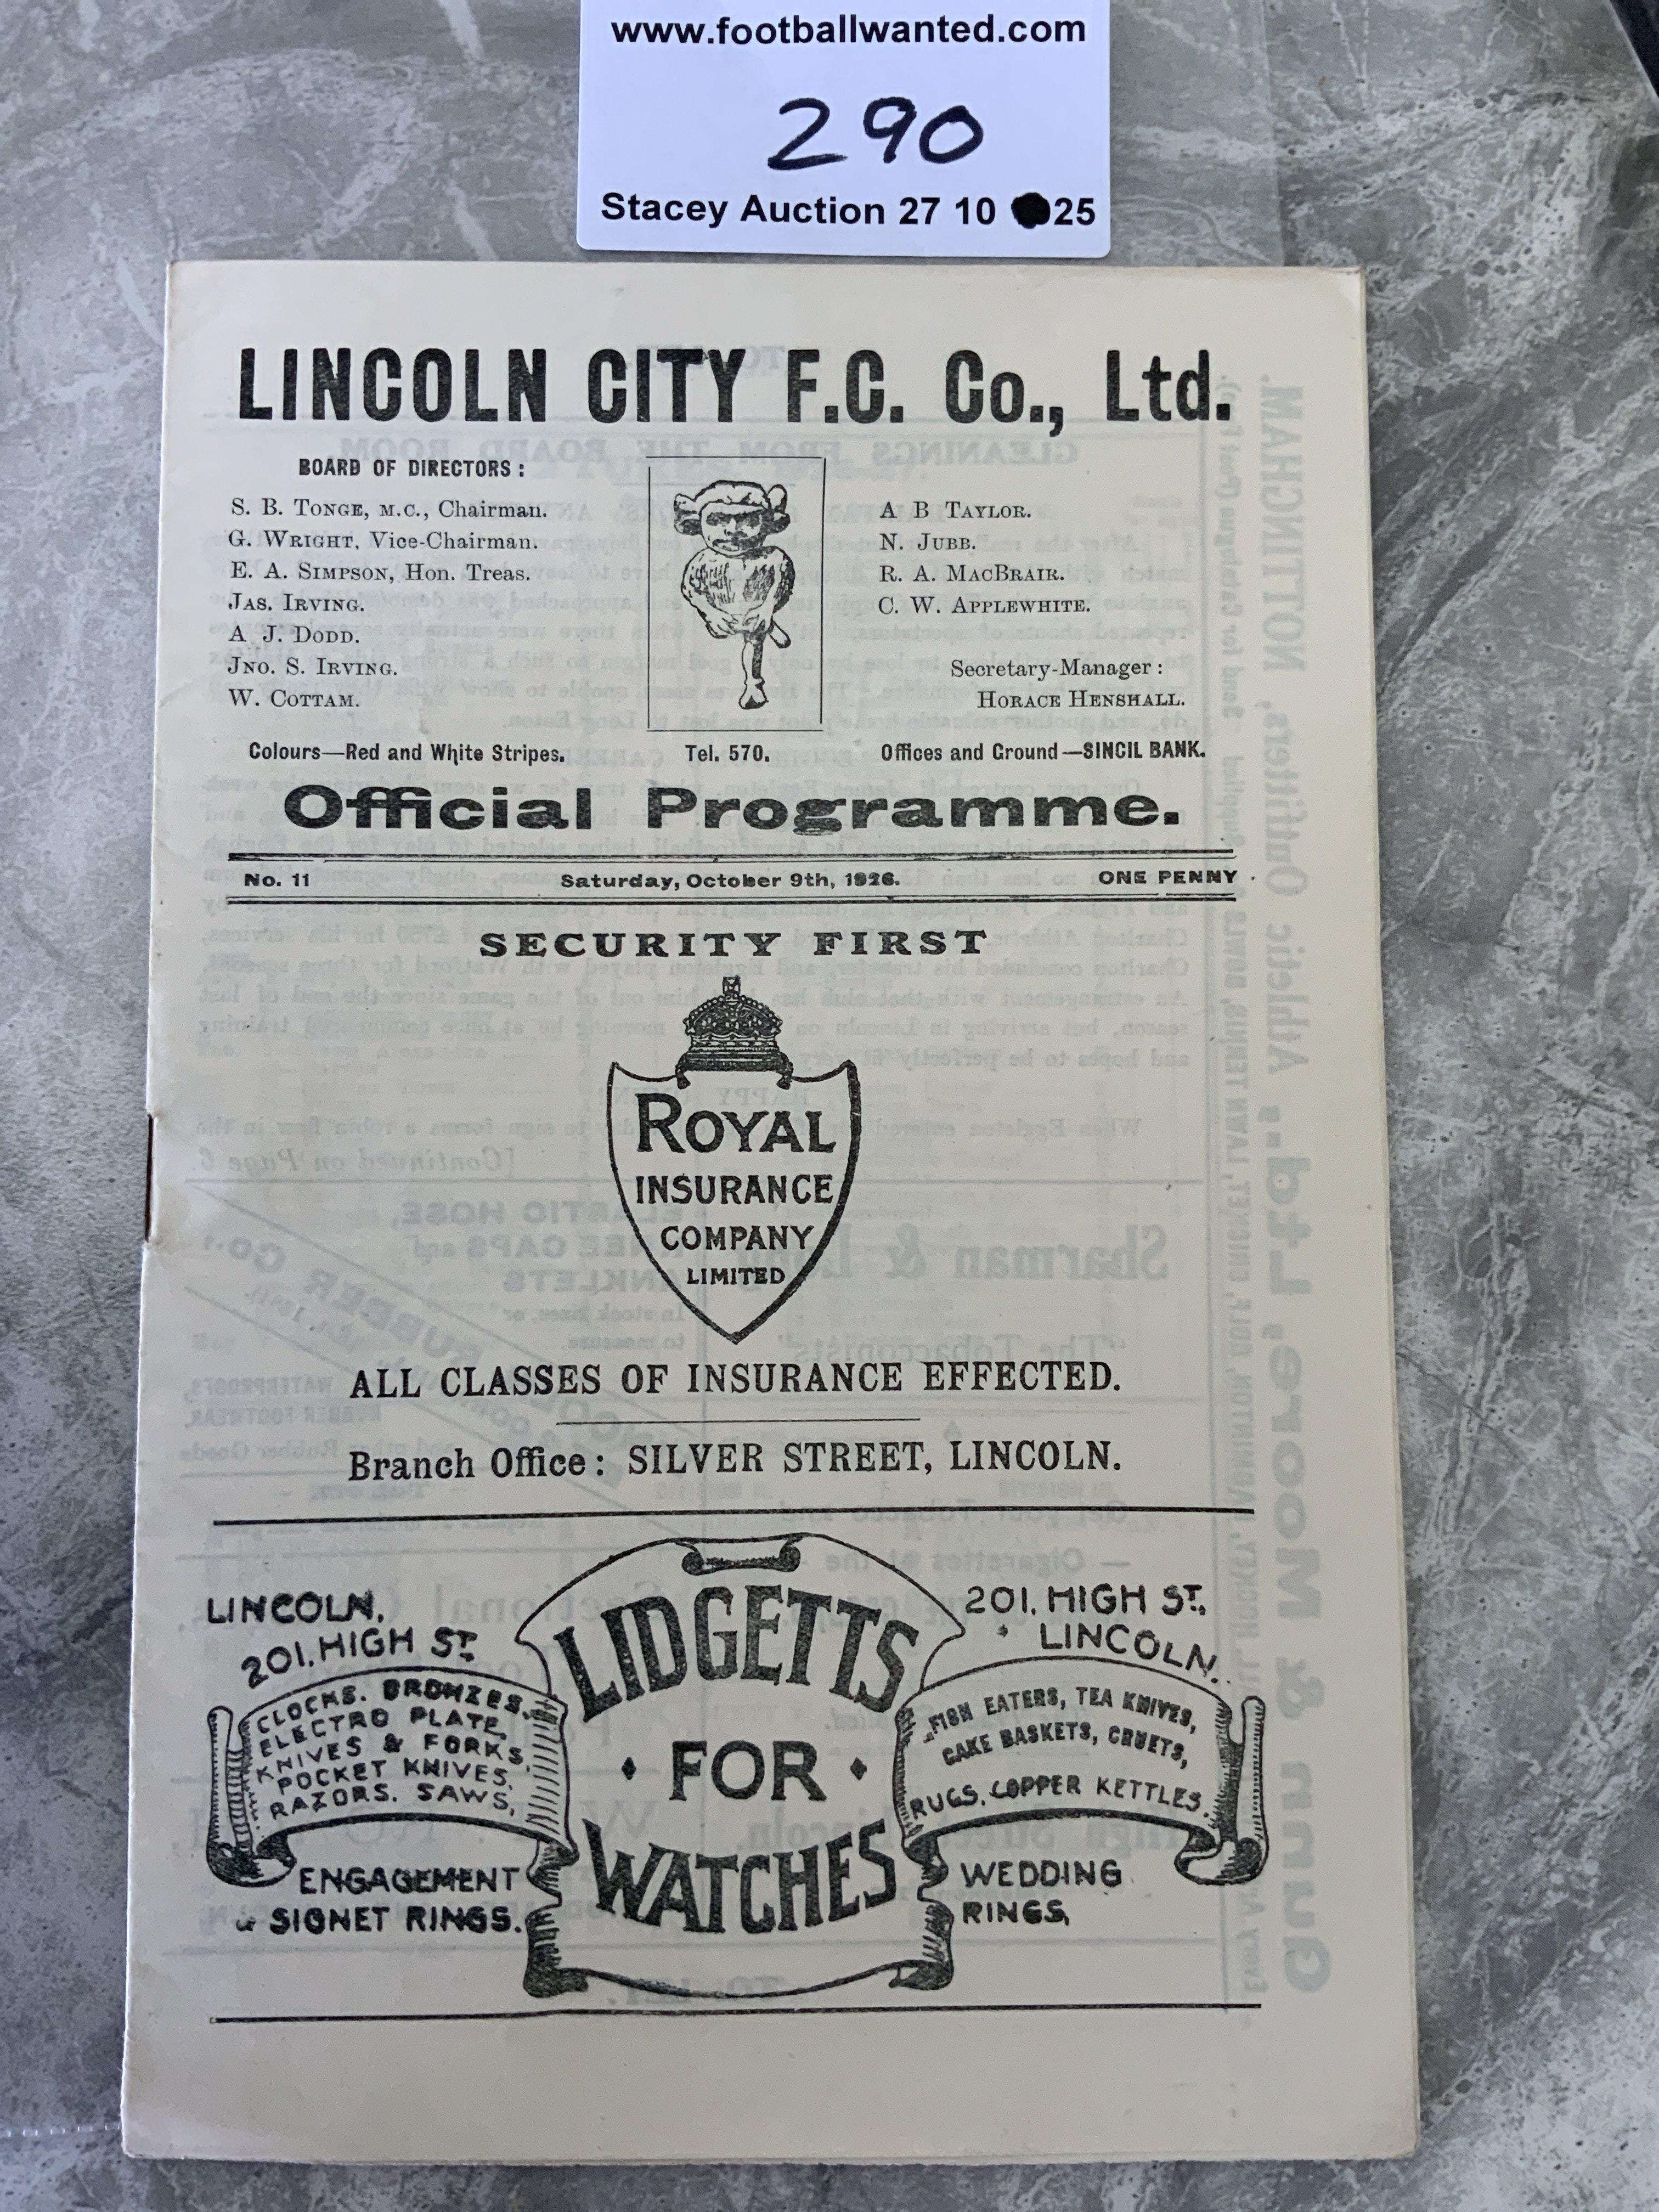 www.footballwanted.com
290
Stacey Auction 27 10 25
LINCOLN CITY F.C. Co., Ltd.
BOARD OF DIRECTORS :
S. B. TONGE, M.C., Chairman.
G. WRIGHT, Vice-Chairman.
E. A. SIMPSON, Hon. Treas.
JAS. IRVING.
A J. DODD.
JNO. S. IRVING.
W. COTTAM.
A B TAYLOR.
N. JUBB.
R. A. MACBRAIR.
C. W. APPLEWHITE.
Secretary-Manager :
HORACE HENSHALL.
Colours—Red and White Stripes. Tel. 570. Offices and Ground—SINCIL BANK.
Official Programme.
No. 11 Saturday, October 9th, 1926. ONE PENNY
SECURITY FIRST
ROYAL
INSURANCE
COMPANY
LIMITED
ALL CLASSES OF INSURANCE EFFECTED.
Branch Office : SILVER STREET, LINCOLN.
LINCOLN,
201, HIGH ST.
CLOCKS. BRONZES.
ELECTRO PLATE,
KNIVES & FORKS,
POCKET KNIVES,
RAZORS. SAWS,
ENGAGEMENT
& SIGNET RINGS.
LIDGETTS
• FOR •
WATCHES
201, HIGH ST,
LINCOLN.
FISH EATERS, TEA KNIVES,
CAKE BASKETS, CRUETS,
RUGS, COPPER KETTLES.
WEDDING
RINGS,